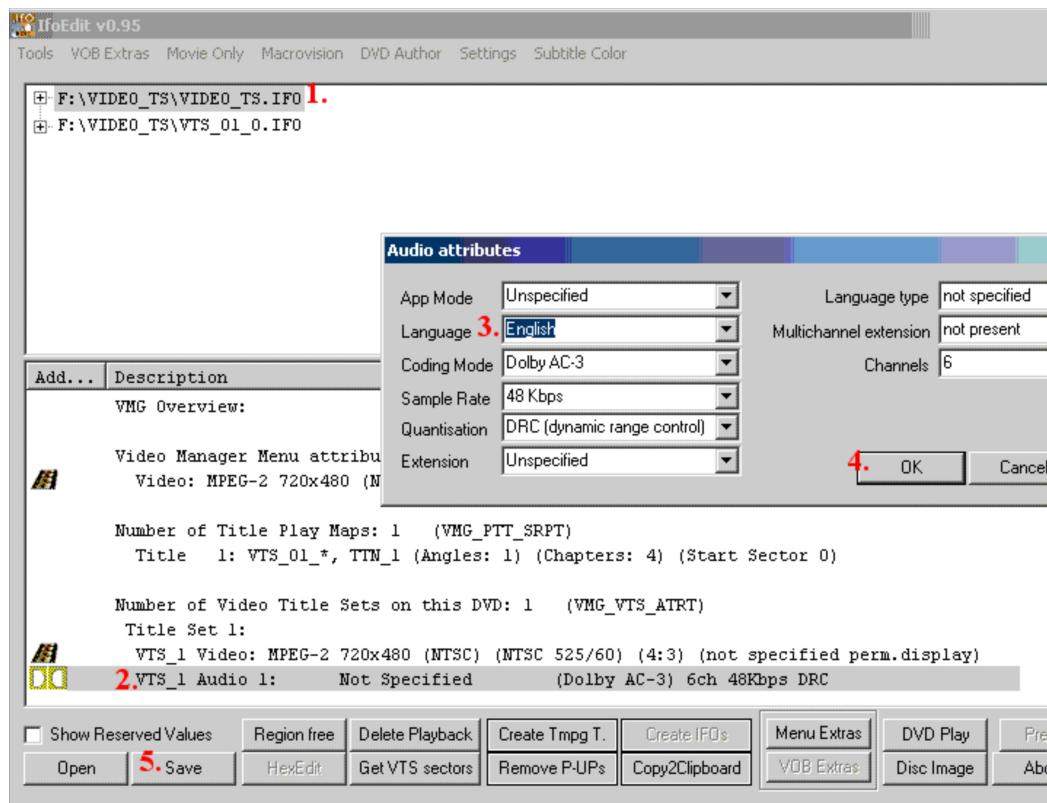 IfoEdit v0.95
Tools VOB Extras Movie Only Macrovision DVD Author Settings Subtitle Color
F:\VIDEO_TS\VIDEO_TS.IFO 1.
F:\VIDEO_TS\VTS_01_0.IFO
Audio attributes
App Mode Unspecified Language type not specified
Language 3. English Multichannel extension not present
Coding Mode Dolby AC-3 Channels 6
Sample Rate 48 Kbps
Quantisation DRC (dynamic range control)
Extension Unspecified
4. OK Cancel
Add... Description
VMG Overview:
Video Manager Menu attribu
Video: MPEG-2 720x480 (N
Number of Title Play Maps: 1 (VMG_PTT_SRPT)
Title 1: VTS_01_*, TTN_1 (Angles: 1) (Chapters: 4) (Start Sector 0)
Number of Video Title Sets on this DVD: 1 (VMG_VTS_ATRT)
Title Set 1:
VTS_1 Video: MPEG-2 720x480 (NTSC) (NTSC 525/60) (4:3) (not specified perm.display)
2. VTS_1 Audio 1: Not Specified (Dolby AC-3) 6ch 48Kbps DRC
Show Reserved Values Region free Delete Playback Create Tmpg T. Create IFOs Menu Extras DVD Play Pre
Open 5. Save HexEdit Get VTS sectors Remove P-UPs Copy2Clipboard VOB Extras Disc Image Abo